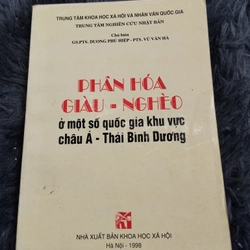 TRUNG TÂM KHOA HỌC XÃ HỘI VÀ NHÂN VĂN QUỐC GIA
TRUNG TÂM NGHIÊN CỨU NHẬT BẢN
Chủ biên
GS.PTS. DƯƠNG PHÚ HIỆP - PTS. VŨ VĂN HÀ
PHÂN HÓA
GIÀU - NGHÈO
ở một số quốc gia khu vực
châu Á - Thái Bình Dương
NHÀ XUẤT BẢN KHOA HỌC XÃ HỘI
Hà Nội - 1998